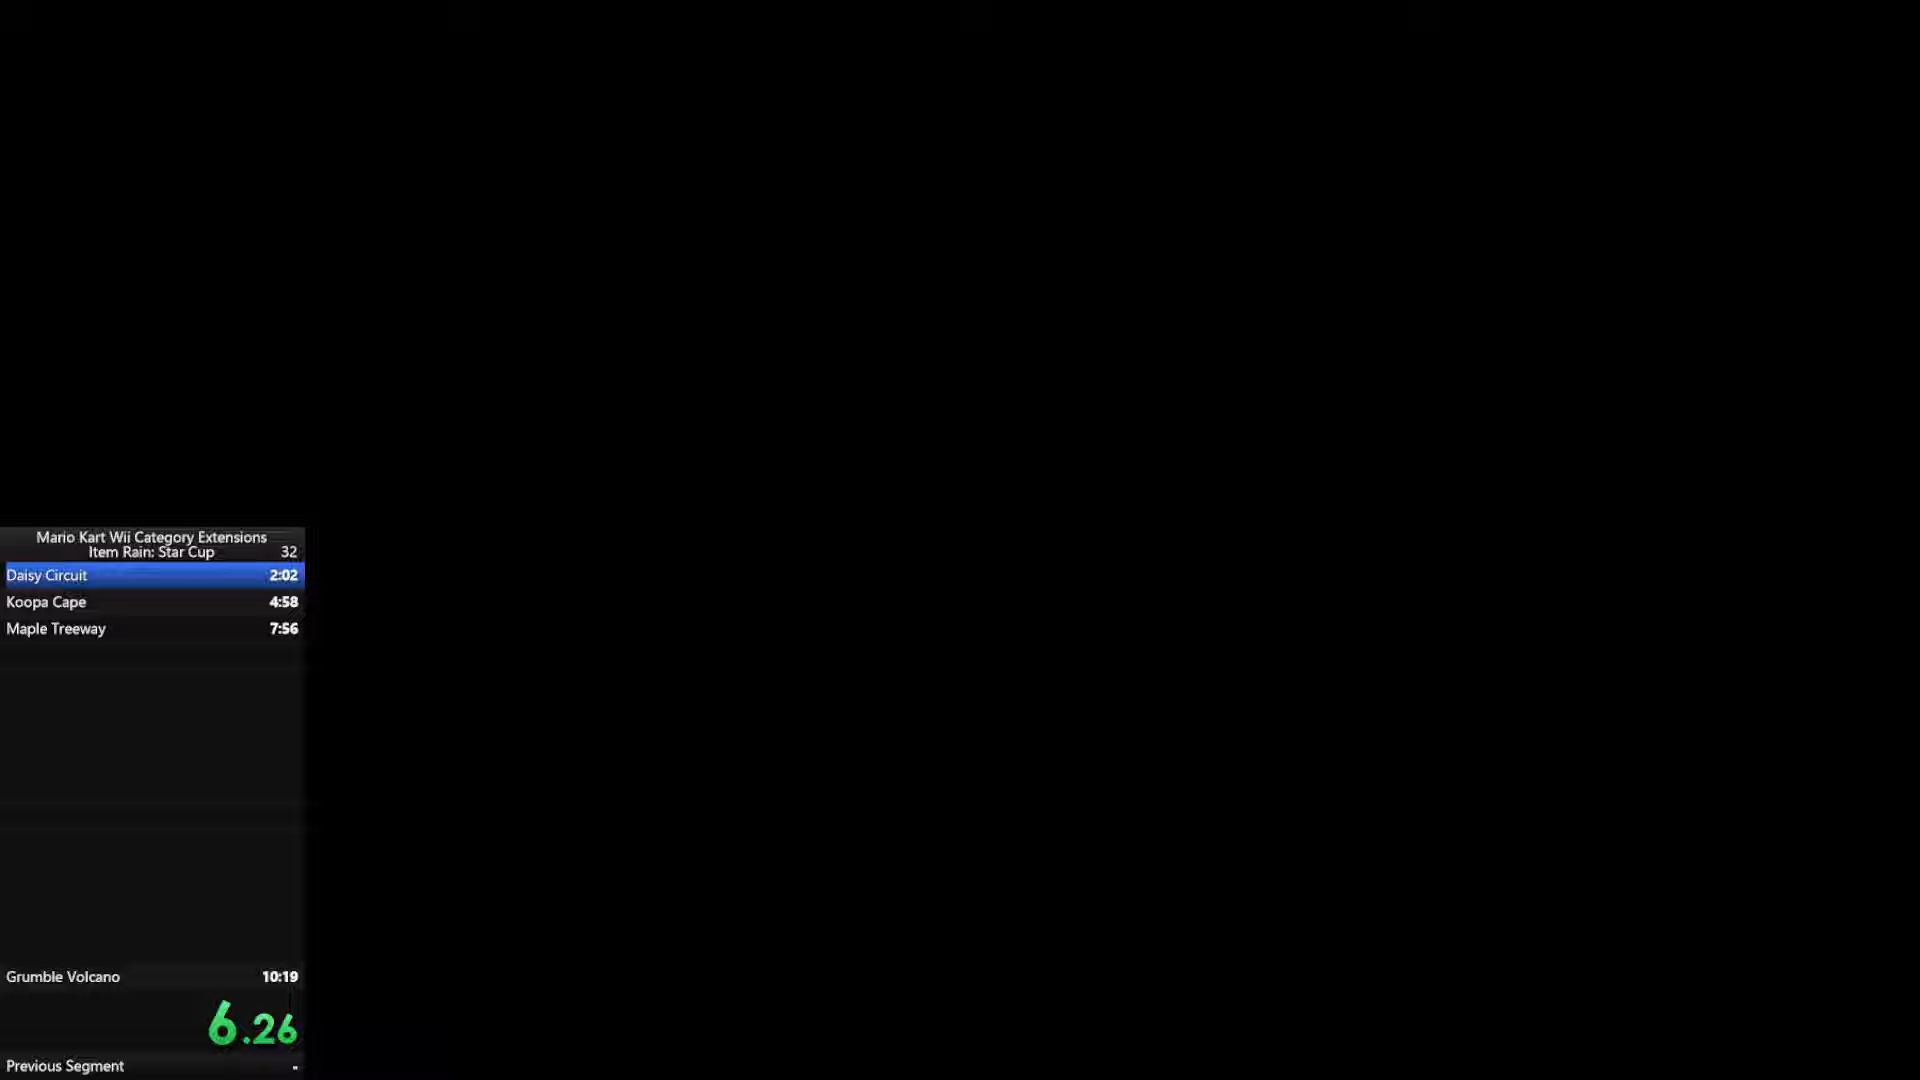 Mario Kart Wii Category Extensions
Item Rain: Star Cup 32
Daisy Circuit 2:02
Koopa Cape 4:58
Maple Treeway 7:56
Grumble Volcano 10:19
6.26
Previous Segment -